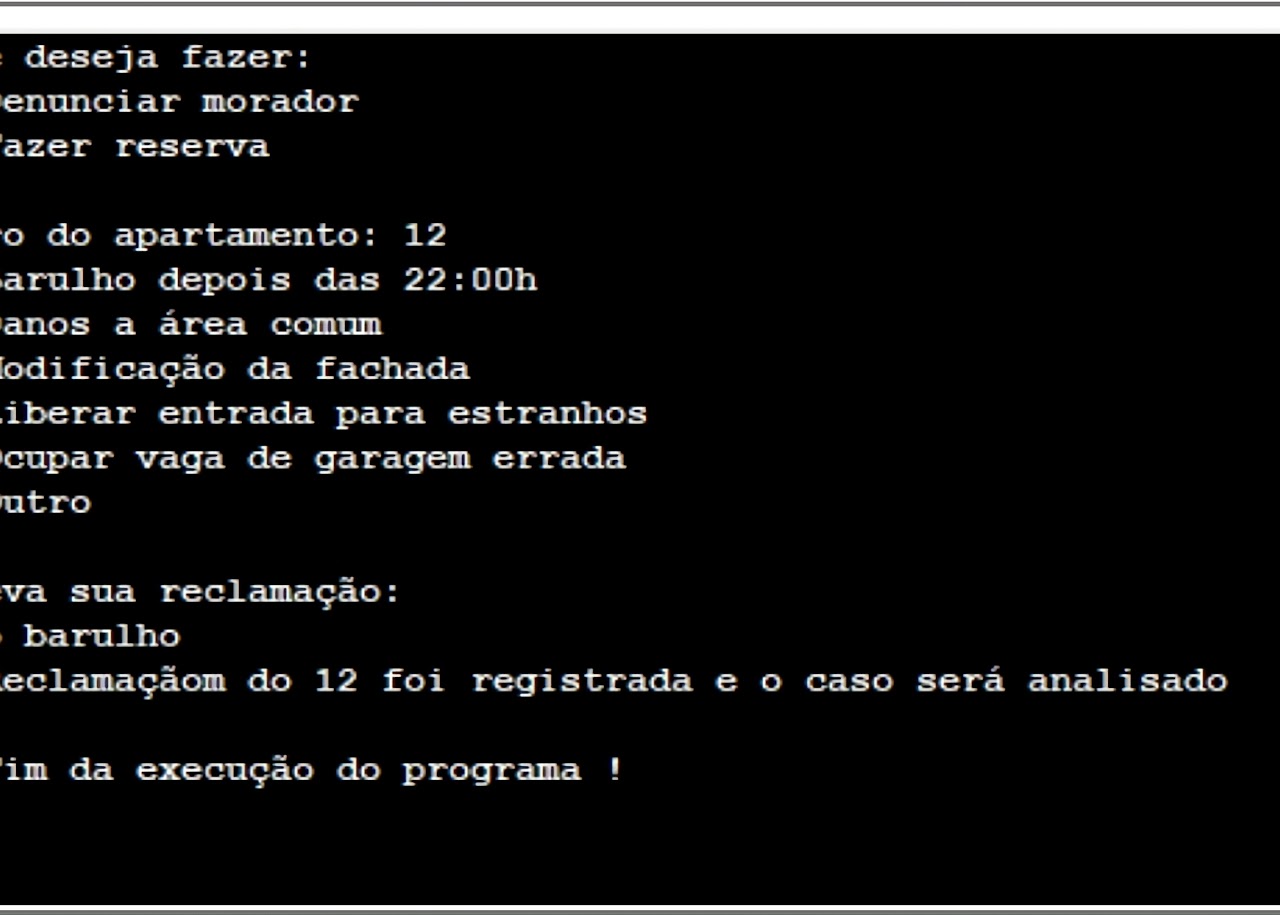 deseja fazer:
enunciar morador
azer reserva
o do apartamento: 12
arulho depois das 22:00h
anos a área comum
odificação da fachada
iberar entrada para estranhos
cupar vaga de garagem errada
utro
va sua reclamação:
barulho
eclamaçãom do 12 foi registrada e o caso será analisado
im da execução do programa !